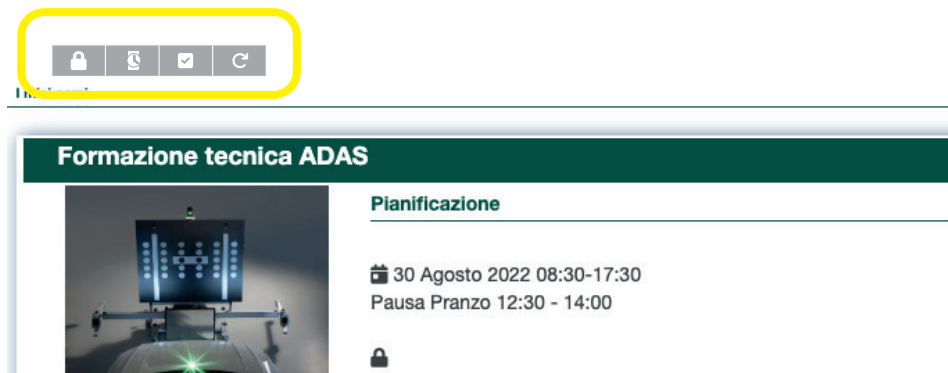 Formazione tecnica ADAS
Pianificazione
30 Agosto 2022 08:30-17:30
Pausa Pranzo 12:30 - 14:00